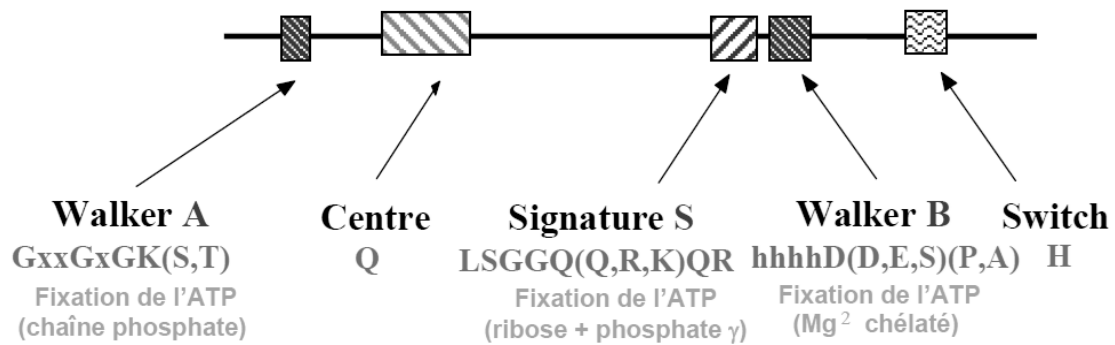 Walker A
GxxGxGK(S,T)
Fixation de l'ATP
(chaîne phosphate)
Centre
Q
Signature S
LSGGQ(Q,R,K)QR
Fixation de l'ATP
(ribose + phosphate γ)
Walker B
hhhhD(D,E,S)(P,A)
Fixation de l'ATP
(Mg² chélaté)
Switch
H